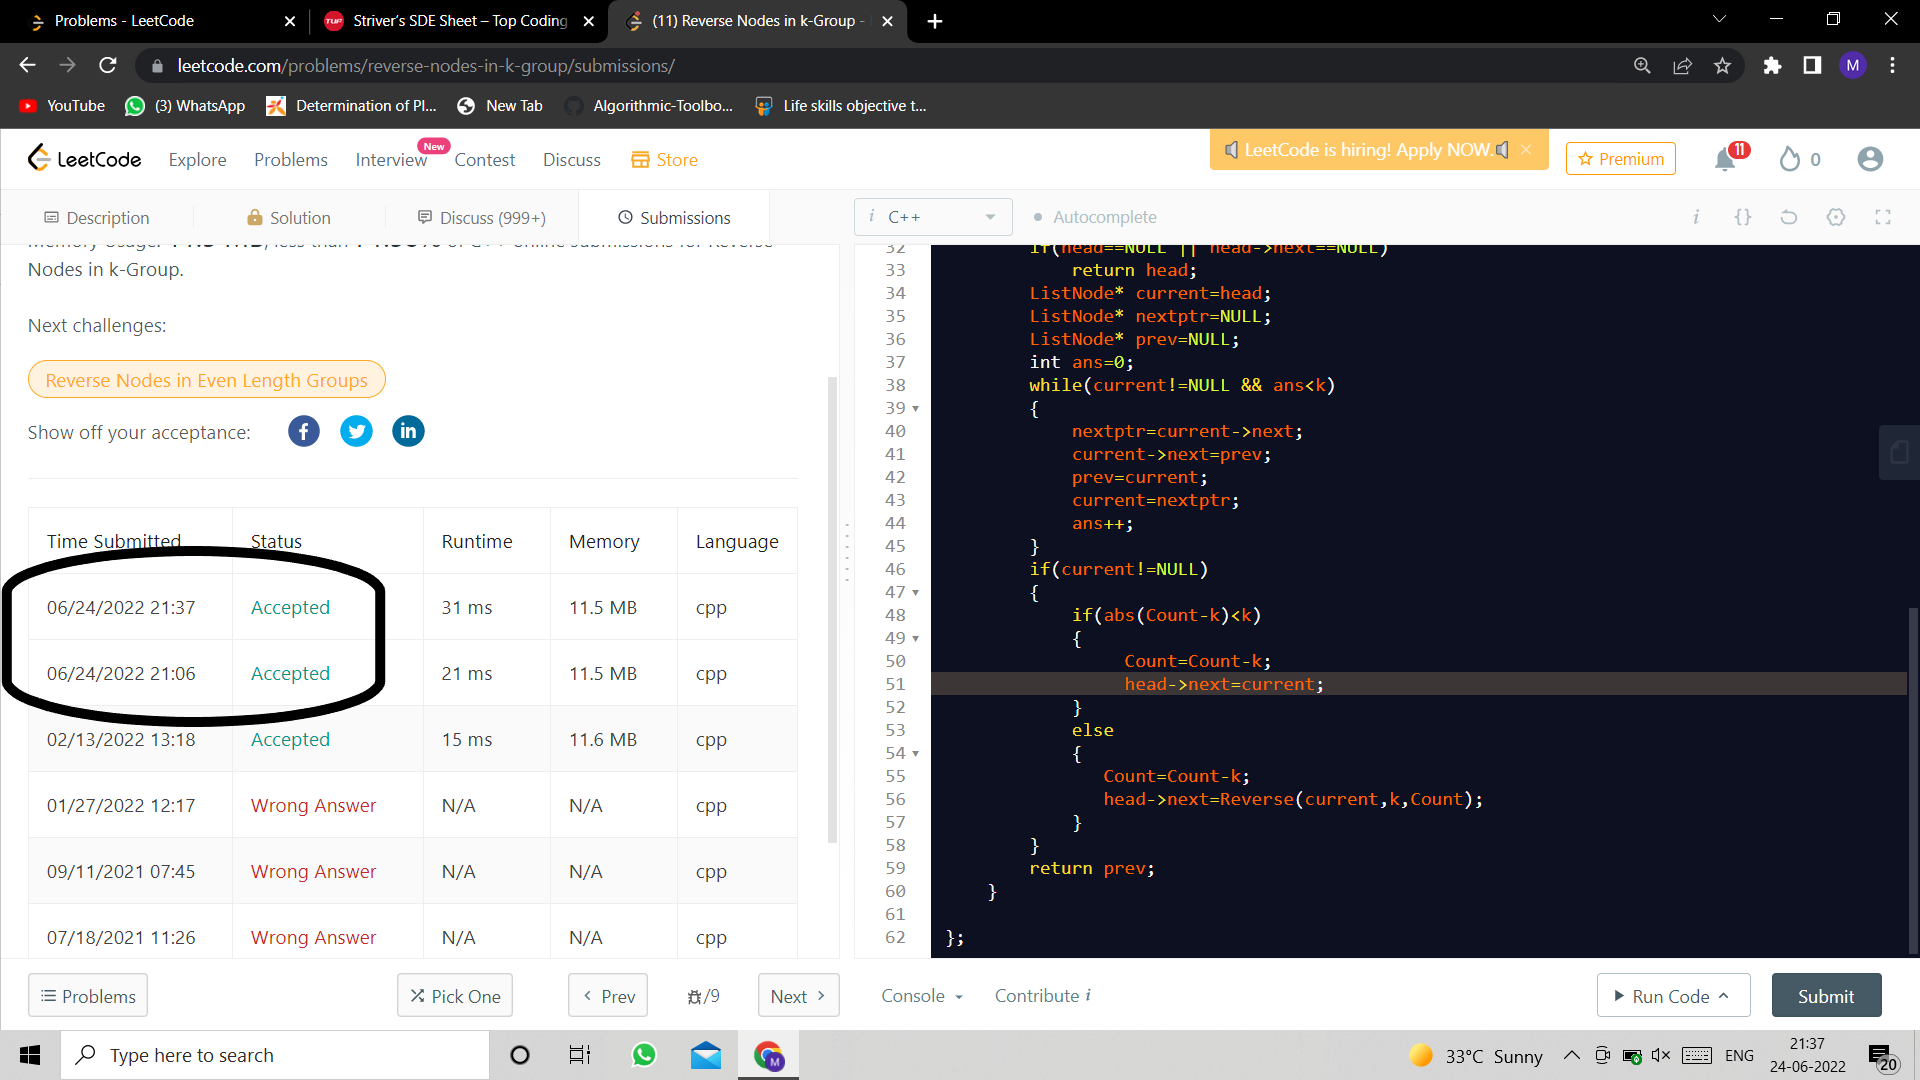 Problems - LeetCode
Striver's SDE Sheet – Top Coding
(11) Reverse Nodes in k-Group -
leetcode.com/problems/reverse-nodes-in-k-group/submissions/
M
YouTube
(3) WhatsApp
Determination of Pl...
New Tab
Algorithmic-Toolbo...
Life skills objective t...
LeetCode
Explore
Problems
Interview
New
Contest
Discuss
Store
LeetCode is hiring! Apply NOW.
Premium
11
0
Description
Solution
Discuss (999+)
Submissions
i C++
Autocomplete
i {}
Nodes in k-Group.
Next challenges:
Reverse Nodes in Even Length Groups
Show off your acceptance:
Time Submitted Status Runtime Memory Language
06/24/2022 21:37 Accepted 31 ms 11.5 MB cpp
06/24/2022 21:06 Accepted 21 ms 11.5 MB cpp
02/13/2022 13:18 Accepted 15 ms 11.6 MB cpp
01/27/2022 12:17 Wrong Answer N/A N/A cpp
09/11/2021 07:45 Wrong Answer N/A N/A cpp
07/18/2021 11:26 Wrong Answer N/A N/A cpp
32 if(head==NULL || head->next==NULL)
33 return head;
34 ListNode* current=head;
35 ListNode* nextptr=NULL;
36 ListNode* prev=NULL;
37 int ans=0;
38 while(current!=NULL && ans<k)
39 {
40 nextptr=current->next;
41 current->next=prev;
42 prev=current;
43 current=nextptr;
44 ans++;
45 }
46 if(current!=NULL)
47 {
48 if(abs(Count-k)<k)
49 {
50 Count=Count-k;
51 head->next=current;
52 }
53 else
54 {
55 Count=Count-k;
56 head->next=Reverse(current,k,Count);
57 }
58 }
59 return prev;
60 }
61
62 };
Problems
Pick One
Prev
/9
Next
Console
Contribute i
Run Code
Submit
Type here to search
33°C Sunny
ENG
21:37
24-06-2022
20